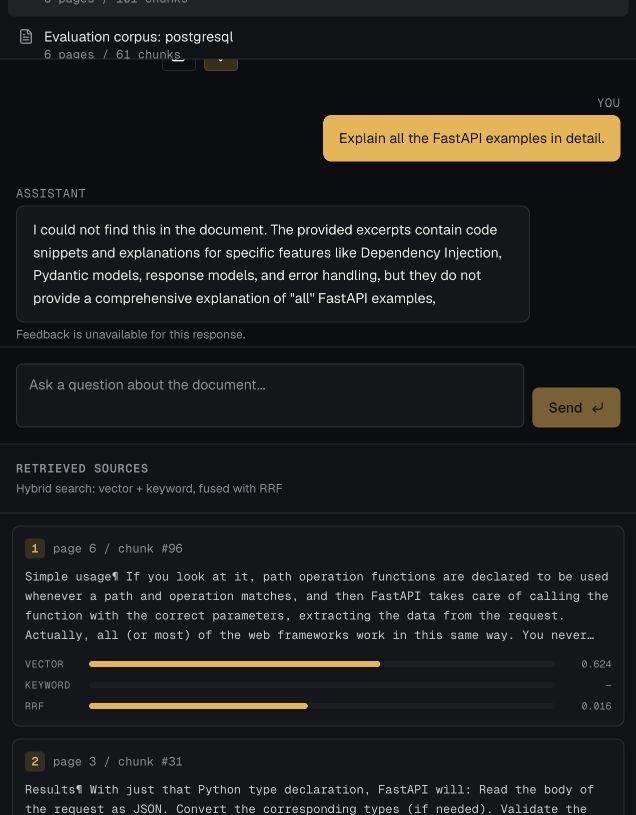 6 pages / 101 chunks
Evaluation corpus: postgresql
6 pages / 61 chunks
YOU
Explain all the FastAPI examples in detail.
ASSISTANT
I could not find this in the document. The provided excerpts contain code
snippets and explanations for specific features like Dependency Injection,
Pydantic models, response models, and error handling, but they do not
provide a comprehensive explanation of "all" FastAPI examples,
Feedback is unavailable for this response.
Ask a question about the document…
Send ↵
RETRIEVED SOURCES
Hybrid search: vector + keyword, fused with RRF
1 page 6 / chunk #96
Simple usage¶ If you look at it, path operation functions are declared to be used
whenever a path and operation matches, and then FastAPI takes care of calling the
function with the correct parameters, extracting the data from the request.
Actually, all (or most) of the web frameworks work in this same way. You never…
VECTOR 0.624
KEYWORD –
RRF 0.016
2 page 3 / chunk #31
Results¶ With just that Python type declaration, FastAPI will: Read the body of
the request as JSON. Convert the corresponding types (if needed). Validate the